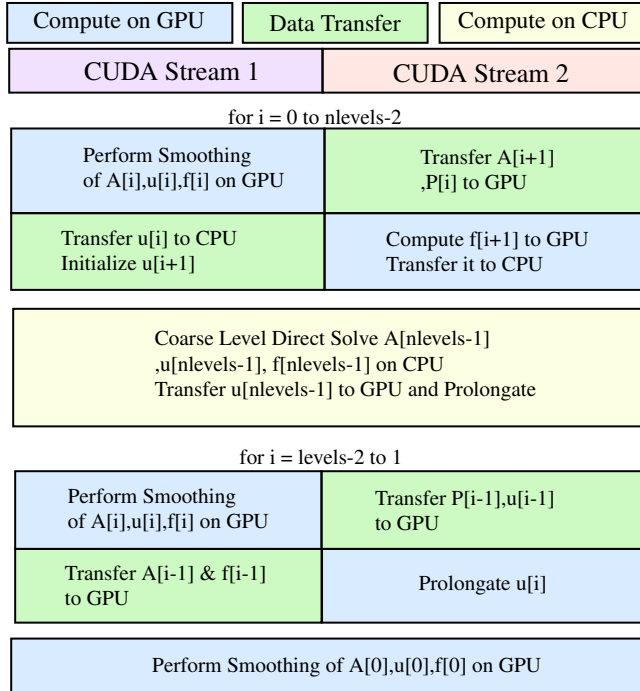 Compute on GPU
Data Transfer
Compute on CPU
CUDA Stream 1
CUDA Stream 2
for i = 0 to nlevels-2
Perform Smoothing
of A[i],u[i],f[i] on GPU
Transfer A[i+1]
,P[i] to GPU
Transfer u[i] to CPU
Initialize u[i+1]
Compute f[i+1] to GPU
Transfer it to CPU
Coarse Level Direct Solve A[nlevels-1]
,u[nlevels-1], f[nlevels-1] on CPU
Transfer u[nlevels-1] to GPU and Prolongate
for i = levels-2 to 1
Perform Smoothing
of A[i],u[i],f[i] on GPU
Transfer P[i-1],u[i-1]
to GPU
Transfer A[i-1] & f[i-1]
to GPU
Prolongate u[i]
Perform Smoothing of A[0],u[0],f[0] on GPU